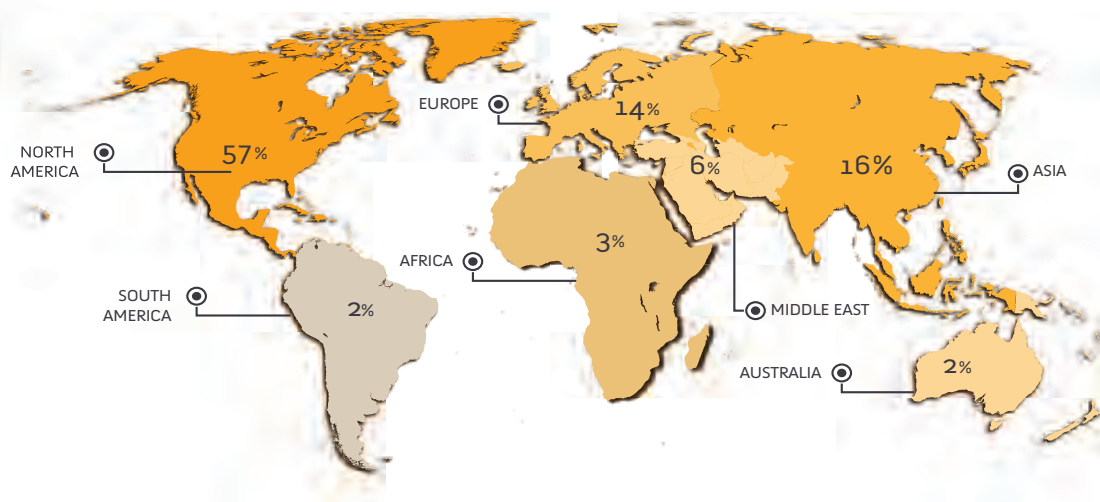 EUROPE
14%
NORTH
AMERICA
57%
6%
16%
ASIA
3%
AFRICA
SOUTH
AMERICA
2%
MIDDLE EAST
AUSTRALIA
2%